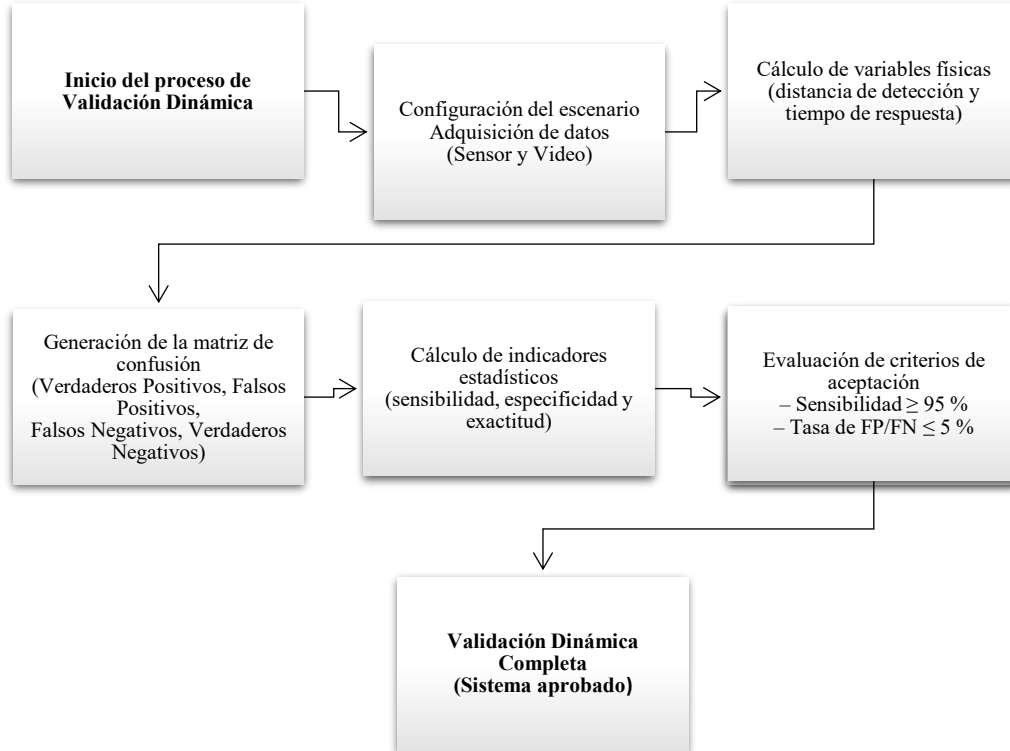 Inicio del proceso de
Validación Dinámica
Configuración del escenario
Adquisición de datos
(Sensor y Video)
Cálculo de variables físicas
(distancia de detección y
tiempo de respuesta)
Generación de la matriz de
confusión
(Verdaderos Positivos, Falsos
Positivos,
Falsos Negativos, Verdaderos
Negativos)
Cálculo de indicadores
estadísticos
(sensibilidad, especificidad y
exactitud)
Evaluación de criterios de
aceptación
– Sensibilidad ≥ 95 %
– Tasa de FP/FN ≤ 5 %
Validación Dinámica
Completa
(Sistema aprobado)